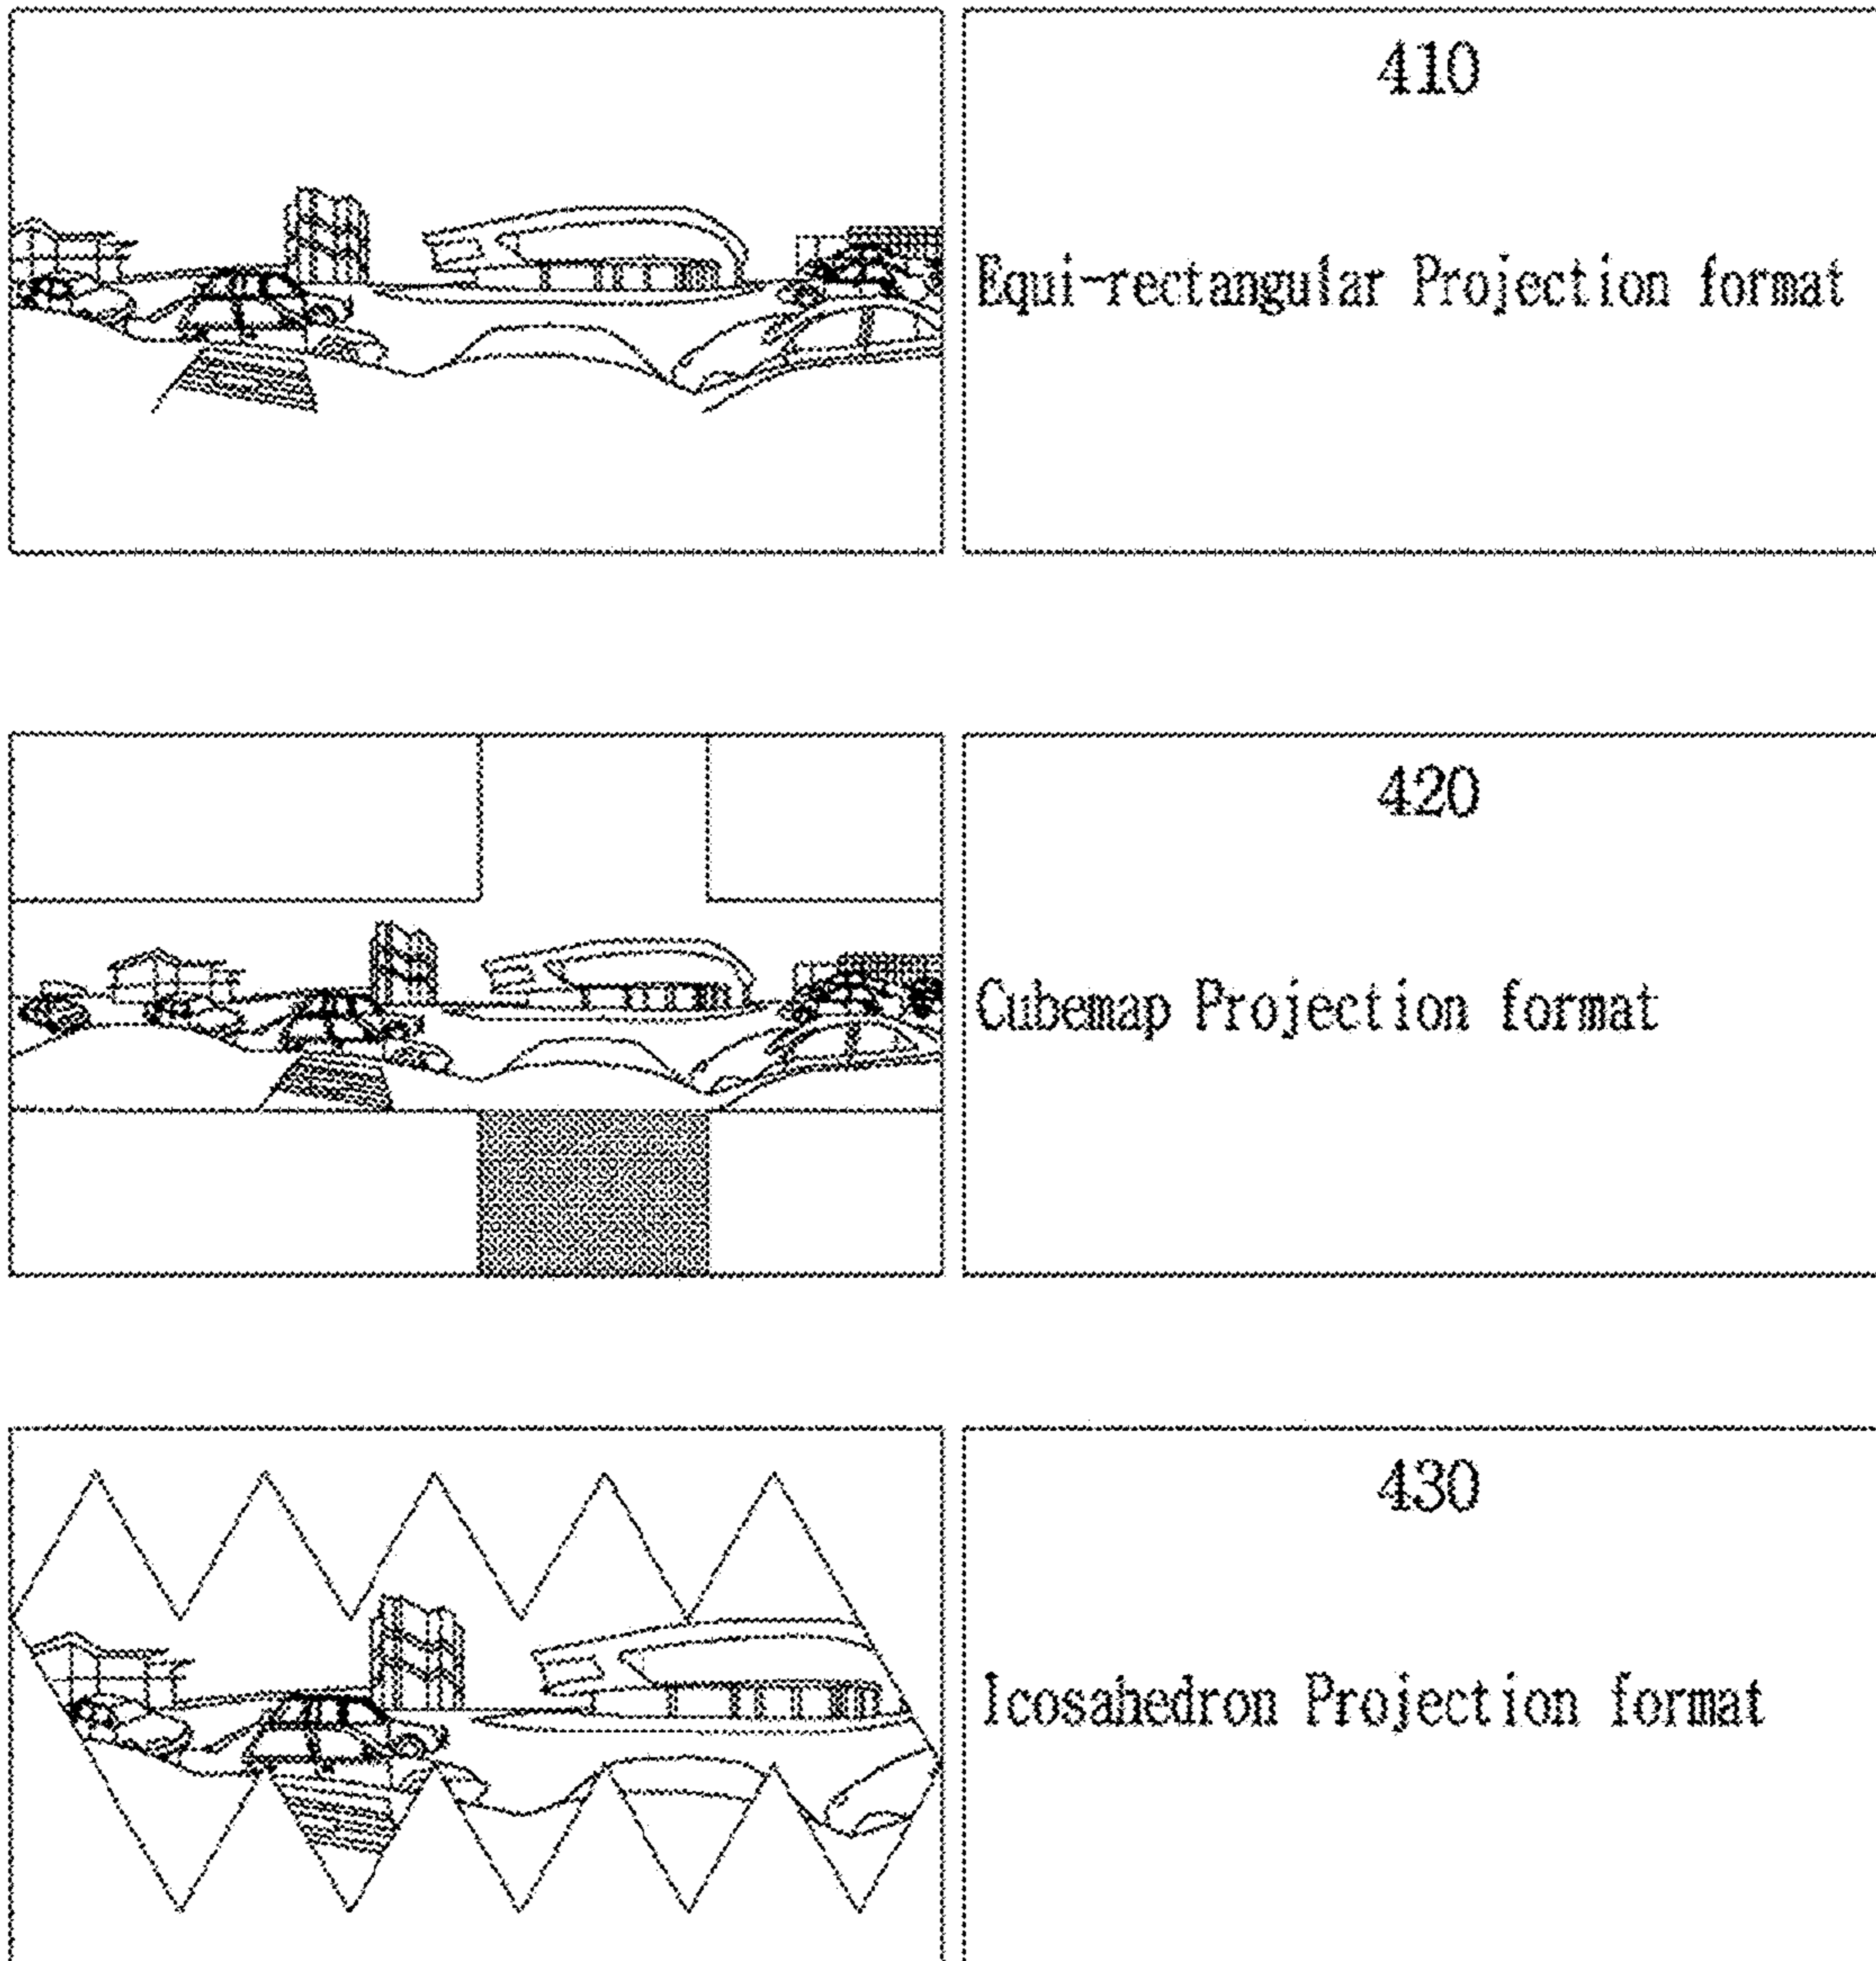 410
Equi-rectangular Projection format
420
Cubemap Projection format
430
Icosahedron Projection format